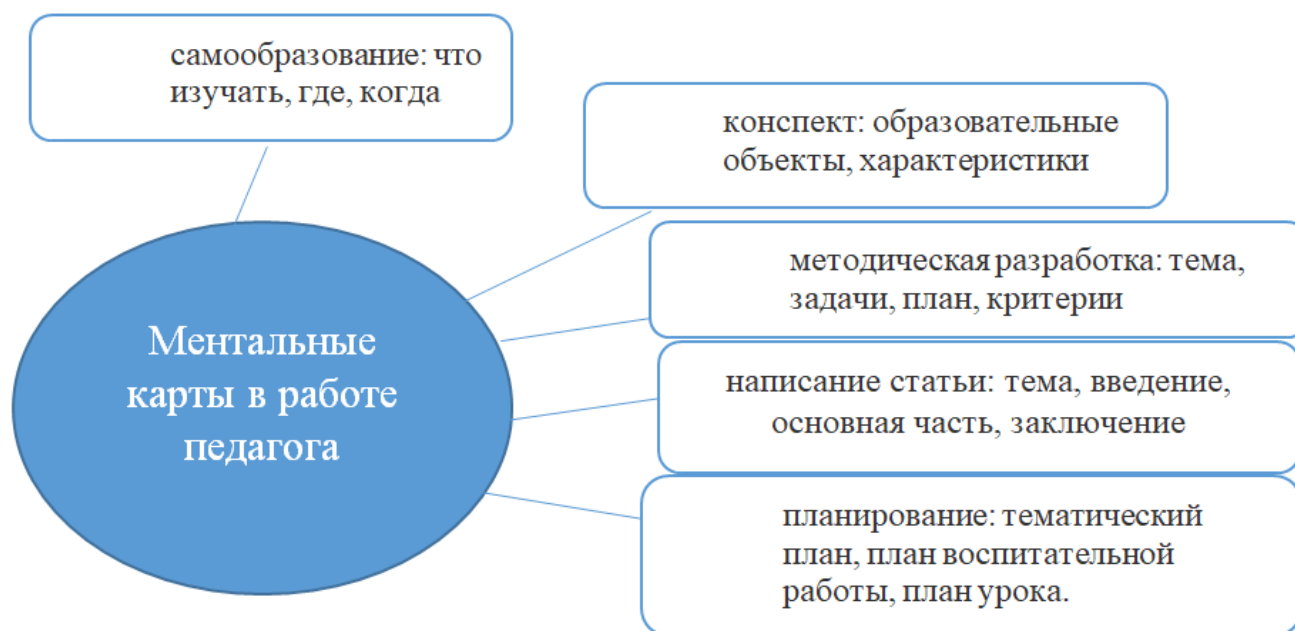 самообразование: что
изучать, где, когда
конспект: образовательные
объекты, характеристики
методическая разработка: тема,
задачи, план, критерии
Ментальные
карты в работе
педагога
написание статьи: тема, введение,
основная часть, заключение
планирование: тематический
план, план воспитательной
работы, план урока.